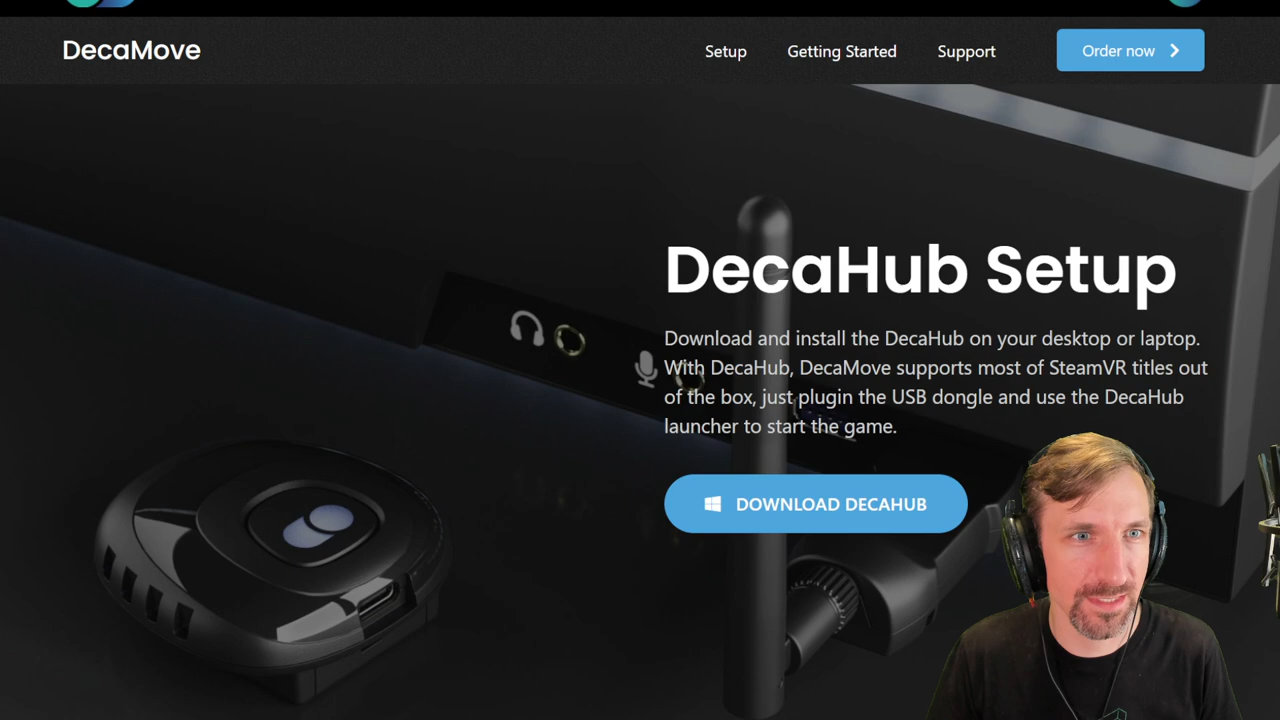 DecaMove
Setup
Getting Started
Support
Order now
DecaHub Setup
Download and install the DecaHub on your desktop or laptop.
With DecaHub, DecaMove supports most of SteamVR titles out
of the box, just plugin the USB dongle and use the DecaHub
launcher to start the game.
DOWNLOAD DECAHUB